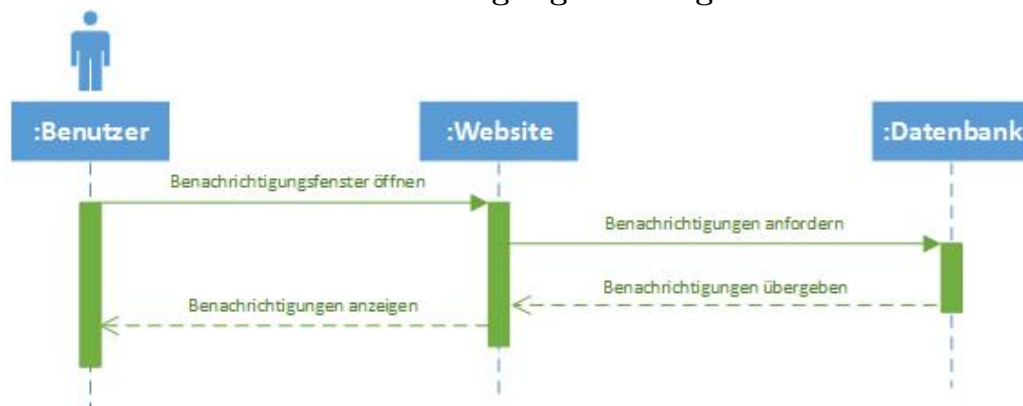 :Benutzer
:Website
:Datenbank
Benachrichtigungsfenster öffnen
Benachrichtigungen anfordern
Benachrichtigungen übergeben
Benachrichtigungen anzeigen